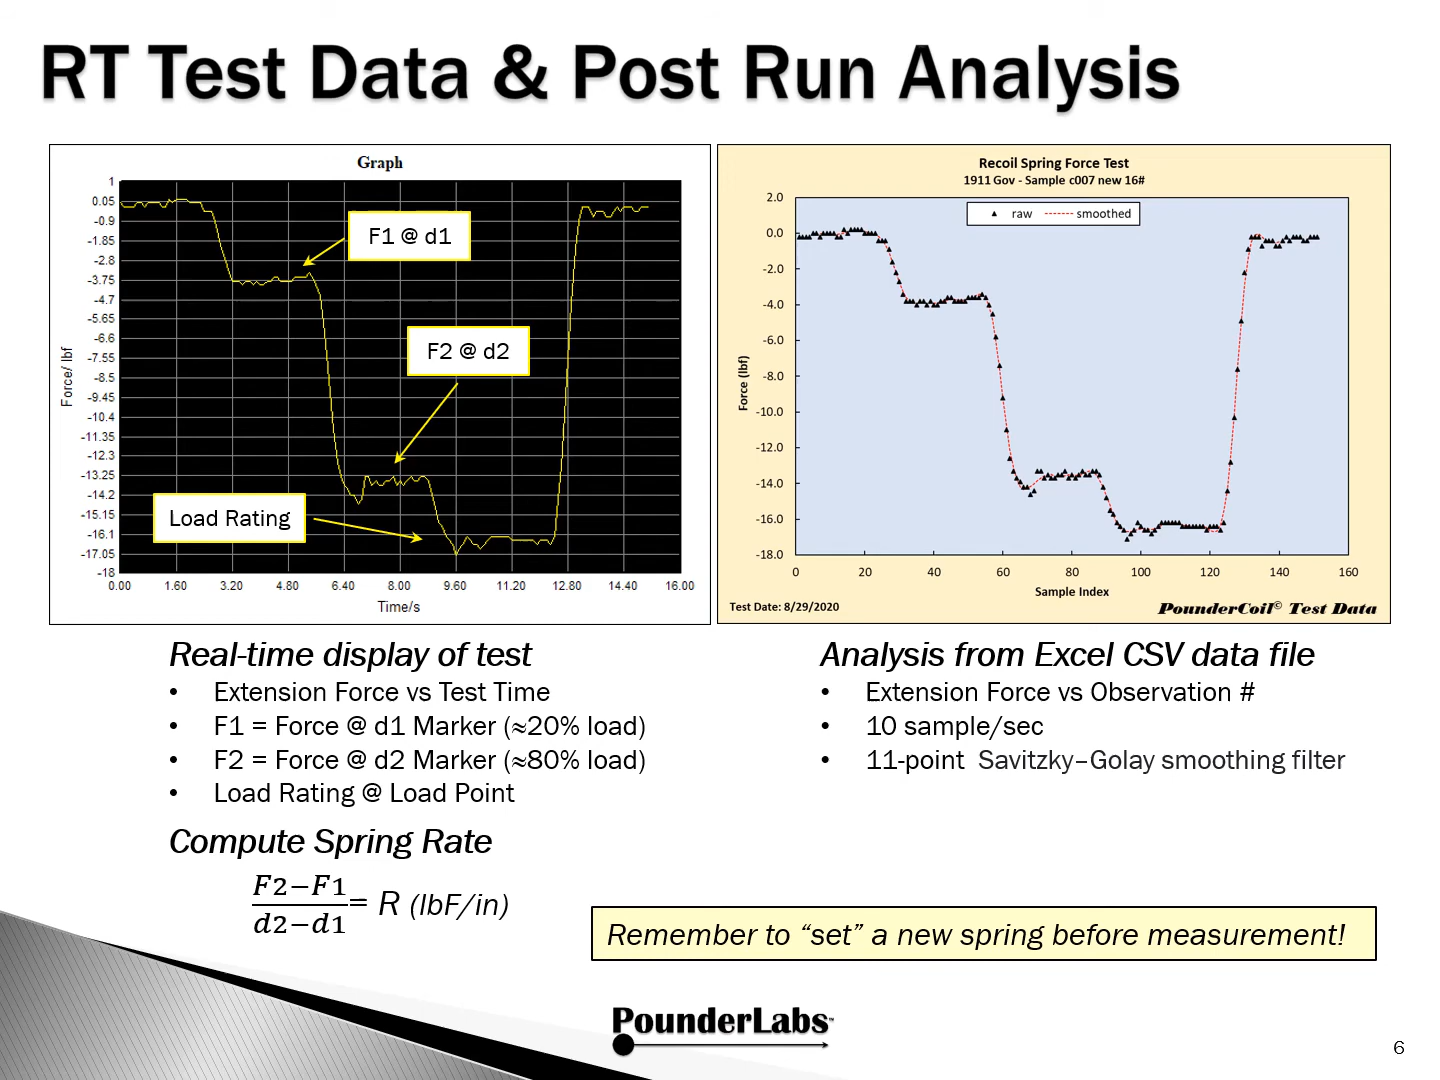 RT Test Data & Post Run Analysis
Graph
Force/ lbf
1
0.05
-0.9
-1.85
-2.8
-3.75
-4.7
-5.65
-6.6
-7.55
-8.5
-9.45
-10.4
-11.35
-12.3
-13.25
-14.2
-15.15
-16.1
-17.05
-18
F1 @ d1
F2 @ d2
Load Rating
0.00 1.60 3.20 4.80 6.40 8.00 9.60 11.20 12.80 14.40 16.00
Time/s
Recoil Spring Force Test
1911 Gov - Sample c007 new 16#
raw smoothed
Force (lbf)
2.0
0.0
-2.0
-4.0
-6.0
-8.0
-10.0
-12.0
-14.0
-16.0
-18.0
0 20 40 60 80 100 120 140 160
Sample Index
Test Date: 8/29/2020
PounderCoil© Test Data
Real-time display of test
• Extension Force vs Test Time
• F1 = Force @ d1 Marker (≈20% load)
• F2 = Force @ d2 Marker (≈80% load)
• Load Rating @ Load Point
Compute Spring Rate
F2−F1
d2−d1
= R (lbF/in)
Analysis from Excel CSV data file
• Extension Force vs Observation #
• 10 sample/sec
• 11-point Savitzky–Golay smoothing filter
Remember to “set” a new spring before measurement!
PounderLabs™
6